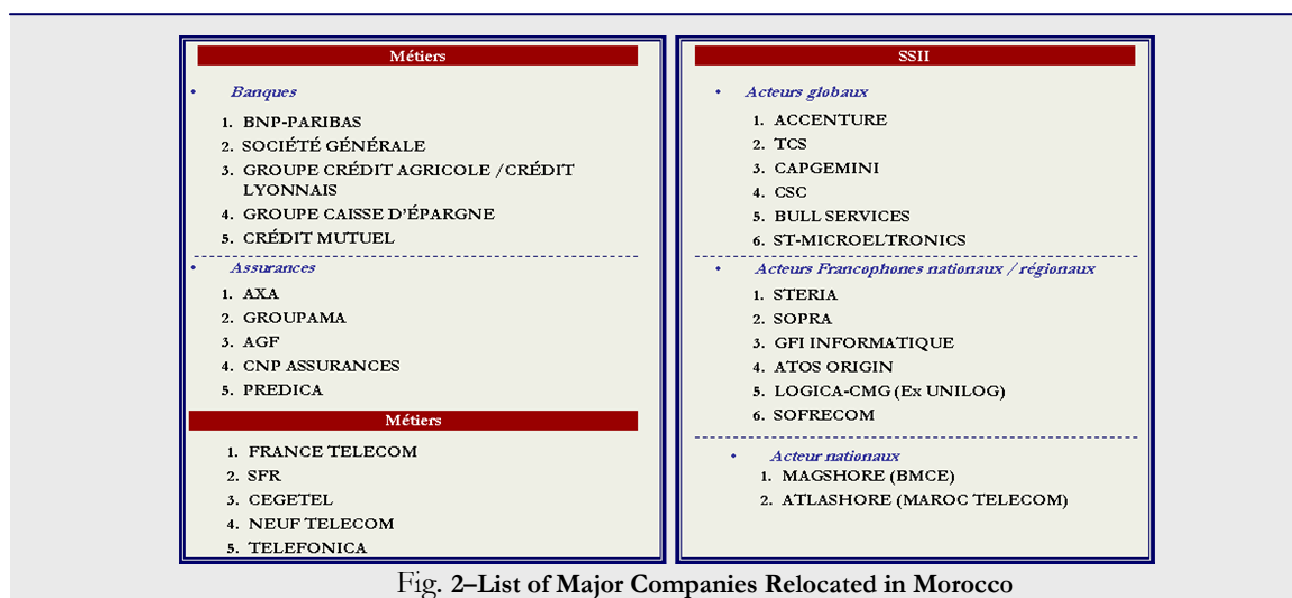 Métiers
• Banques
1. BNP-PARIBAS
2. SOCIÉTÉ GÉNÉRALE
3. GROUPE CRÉDIT AGRICOLE /CRÉDIT
LYONNAIS
4. GROUPE CAISSE D'ÉPARGNE
5. CRÉDIT MUTUEL
• Assurances
1. AXA
2. GROUPAMA
3. AGF
4. CNP ASSURANCES
5. PREDICA
Métiers
1. FRANCE TELECOM
2. SFR
3. CEGETEL
4. NEUF TELECOM
5. TELEFONICA
SSII
• Acteurs globaux
1. ACCENTURE
2. TCS
3. CAPGEMINI
4. CSC
5. BULL SERVICES
6. ST-MICROELTRONICS
• Acteurs Francophones nationaux / régionaux
1. STERIA
2. SOPRA
3. GFI INFORMATIQUE
4. ATOS ORIGIN
5. LOGICA-CMG (Ex UNILOG)
6. SOFRECOM
• Acteur nationaux
1. MAGSHORE (BMCE)
2. ATLASHORE (MAROC TELECOM)
Fig. 2–List of Major Companies Relocated in Morocco